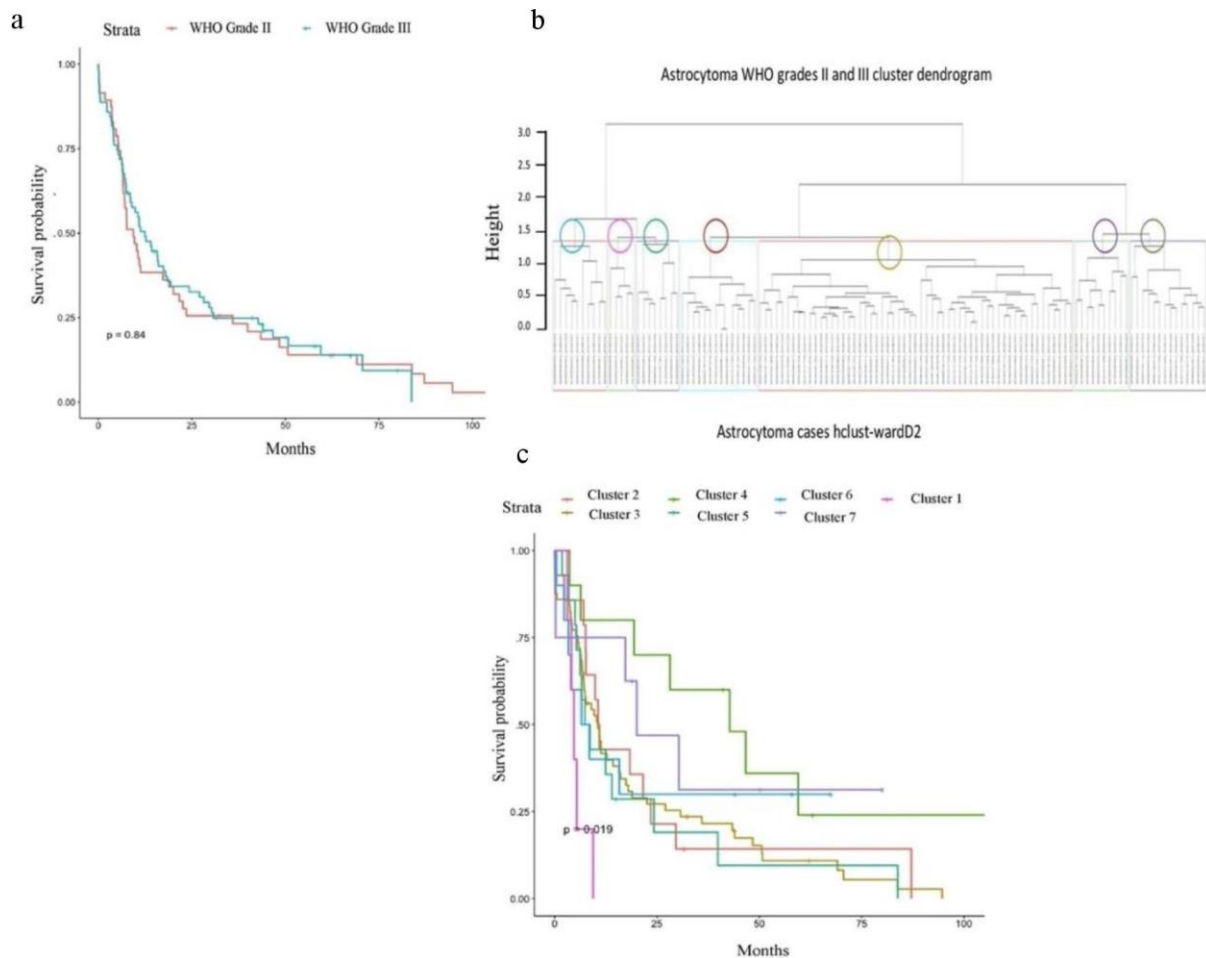 a
Strata WHO Grade II WHO Grade III
1.00
0.75
.50
0.25
0.00
Survival probability
p = 0.84
0 25 50 75 100
Months
b
Astrocytoma WHO grades II and III cluster dendrogram
3.0
2.5
2.0
1.5
1.0
0.5
0.0
Height
Astrocytoma cases hclust-wardD2
c
Strata
Cluster 2 Cluster 4 Cluster 6 Cluster 1
Cluster 3 Cluster 5 Cluster 7
1.00
0.75
0.50
0.25
0.00
Survival probability
p = 0.019
0 25 50 75 100
Months